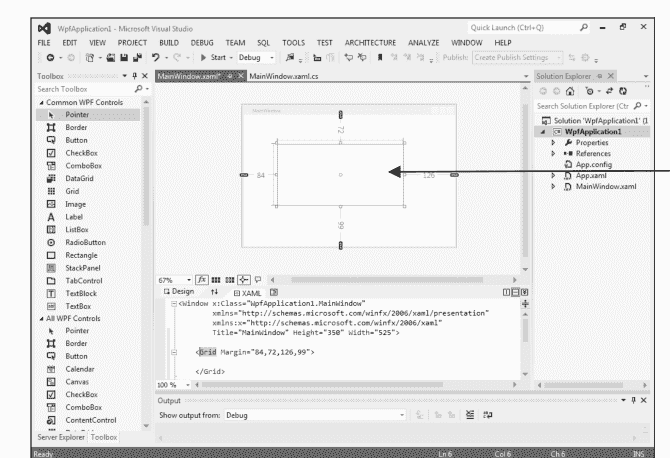 WpfApplication1 - Microsoft Visual Studio
Quick Launch (Ctrl+Q)
FILE EDIT VIEW PROJECT BUILD DEBUG TEAM SQL TOOLS TEST ARCHITECTURE ANALYZE WINDOW HELP
Start Debug Publish: Create Publish Settings
Toolbox
Search Toolbox
Common WPF Controls
Pointer
Border
Button
CheckBox
ComboBox
DataGrid
Grid
Image
Label
ListBox
RadioButton
Rectangle
StackPanel
TabControl
TextBlock
TextBox
All WPF Controls
Pointer
Border
Button
Calendar
Canvas
CheckBox
ComboBox
ContentControl
Server Explorer Toolbox
MainWindow.xaml* MainWindow.xaml.cs
MainWindow
72
84
126
99
67%
Design XAML
<Window x:Class="WpfApplication1.MainWindow"
xmlns="http://schemas.microsoft.com/winfx/2006/xaml/presentation"
xmlns:x="http://schemas.microsoft.com/winfx/2006/xaml"
Title="MainWindow" Height="350" Width="525">
<Grid Margin="84,72,126,99">
</Grid>
100 %
Output
Show output from: Debug
Solution Explorer
Search Solution Explorer (Ctr
Solution 'WpfApplication1' (1
WpfApplication1
Properties
References
App.config
App.xaml
MainWindow.xaml
Ready Ln 6 Col 6 Ch 6 INS